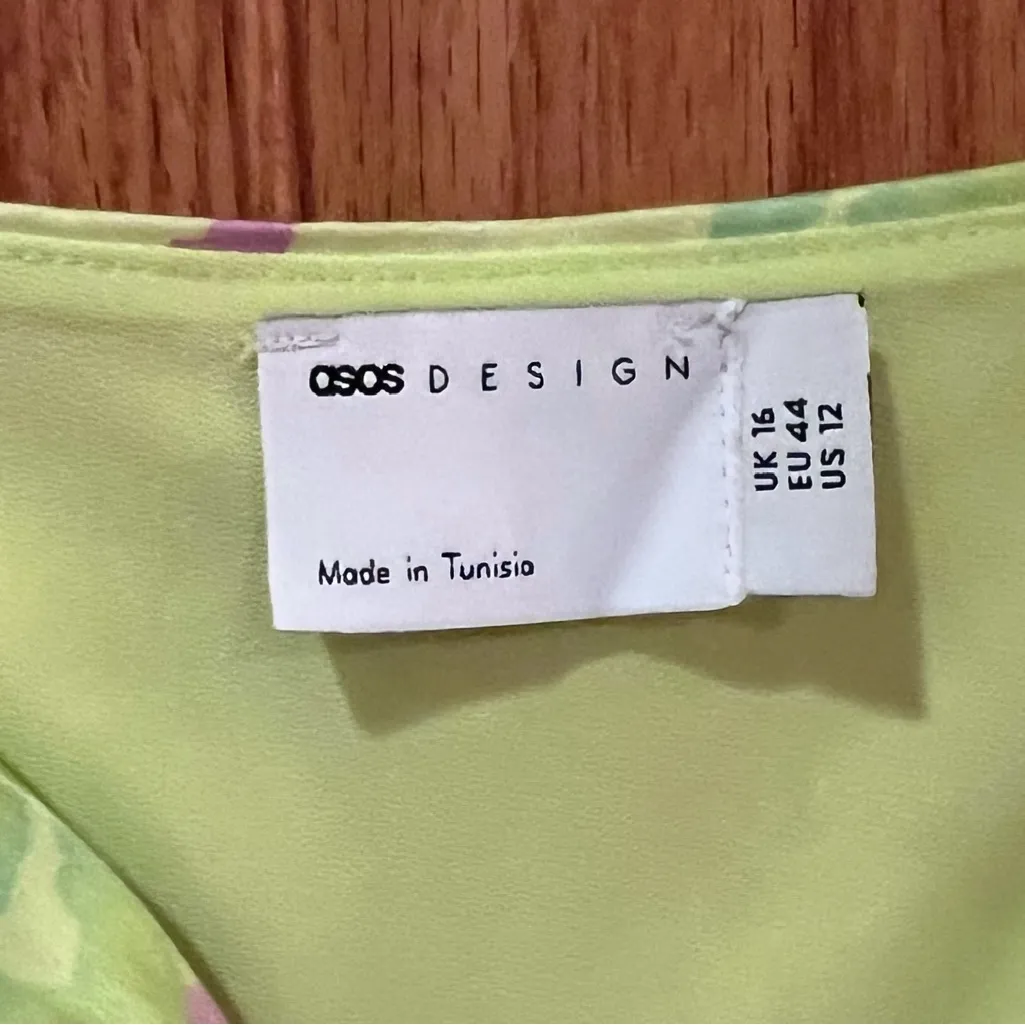 asos DESIGN
Made in Tunisia
UK 16
EU 44
US 12